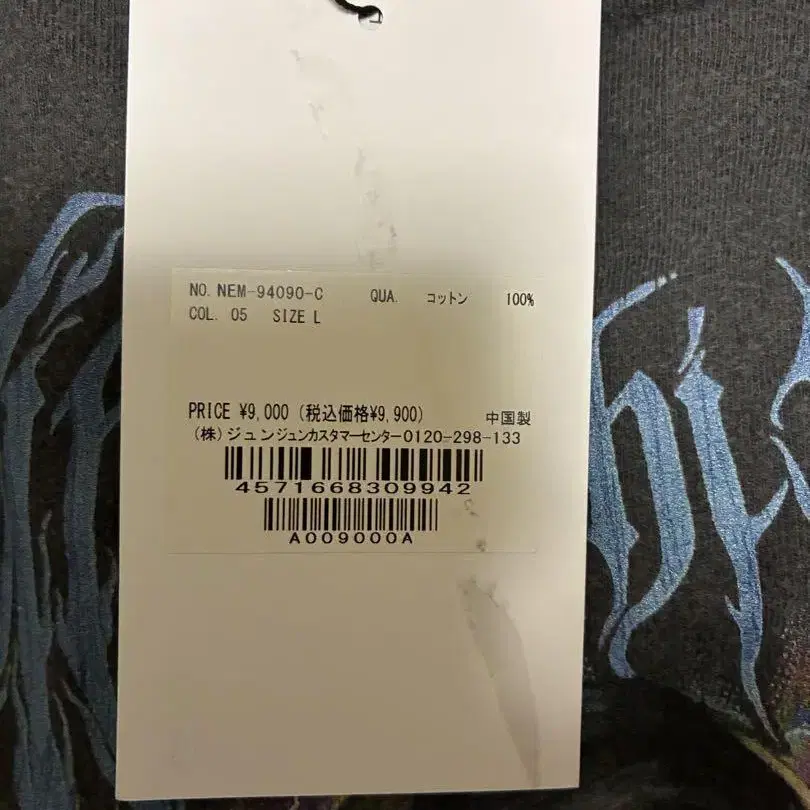 NO. NEM-94090-C QUA. コットン 100%
COL. 05 SIZE L
PRICE ¥9,000 (税込価格¥9,900) 中国製
(株)ジュンジュンカスタマーセンター0120-298-133
4571668309942
A009000A